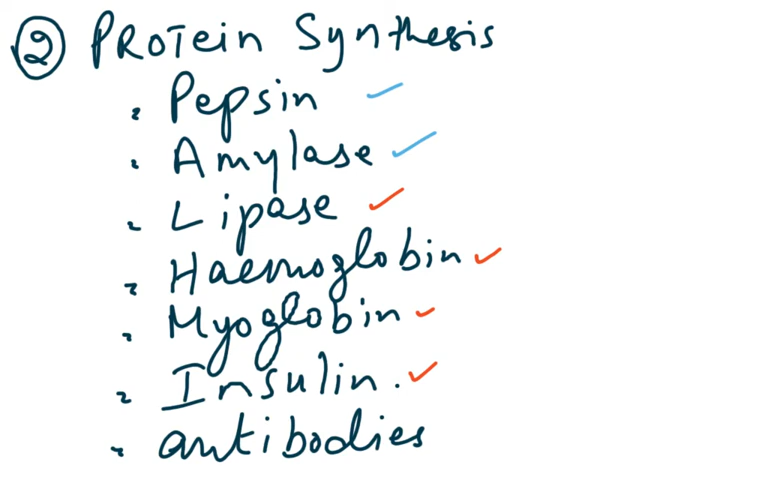 ② Protein Synthesis
. Pepsin ✓
. Amylase ✓
. Lipase ✓
. Haemoglobin ✓
. Myoglobin ✓
. Insulin. ✓
. antibodies